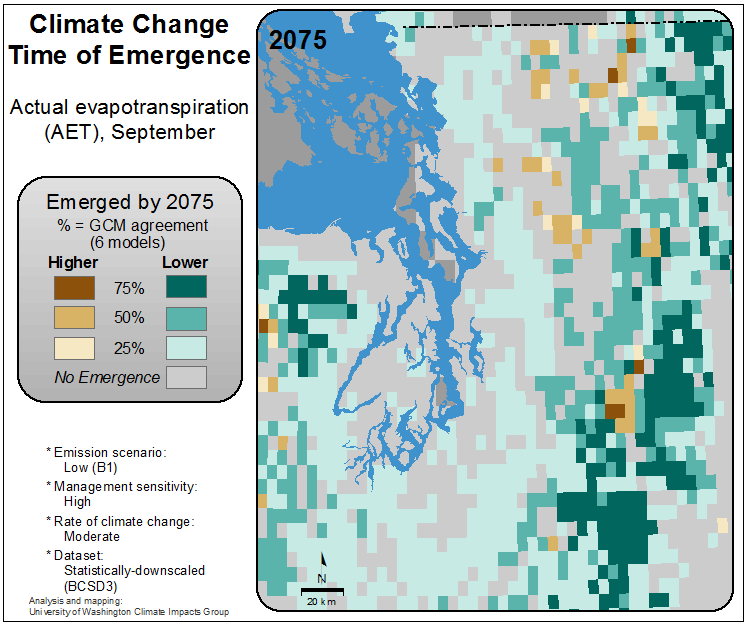 Climate Change
Time of Emergence
Actual evapotranspiration
(AET), September
Emerged by 2075
% = GCM agreement
(6 models)
Higher Lower
75%
50%
25%
No Emergence
* Emission scenario:
Low (B1)
* Management sensitivity:
High
* Rate of climate change:
Moderate
* Dataset:
Statistically-downscaled
(BCSD3)
Analysis and mapping:
University of Washington Climate Impacts Group
2075
N
20 km